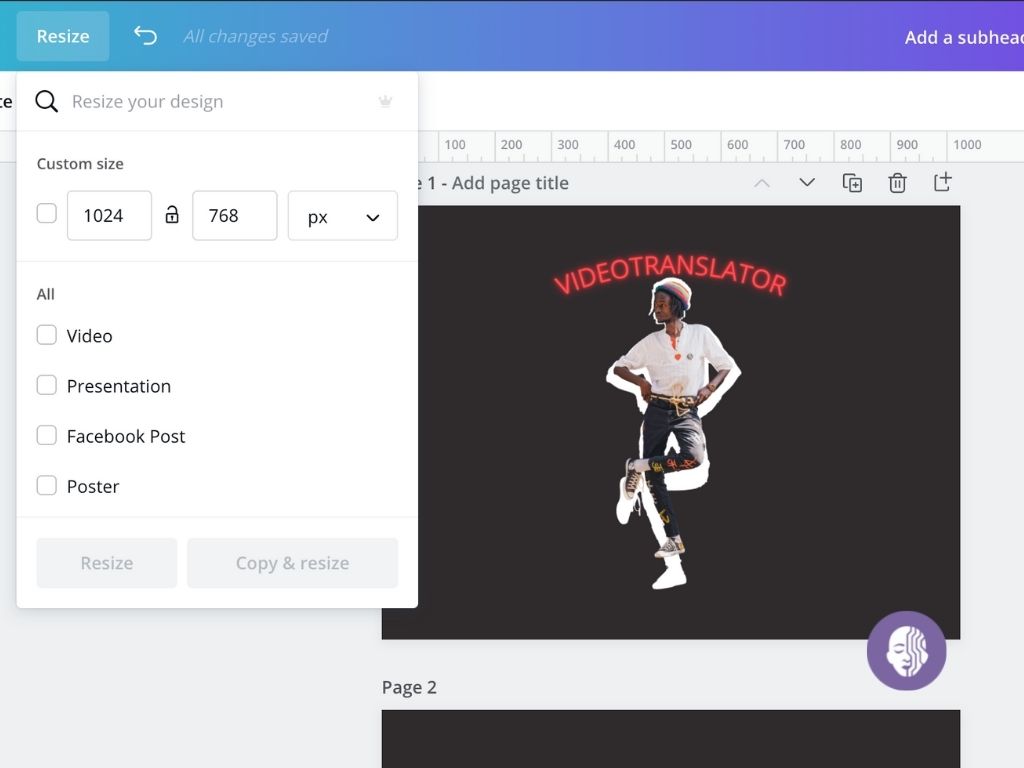 Resize
All changes saved
Add a subhead
te
Resize your design
Custom size
1024
768
px
All
Video
Presentation
Facebook Post
Poster
Resize
Copy & resize
100 200 300 400 500 600 700 800 900 1000
e 1 - Add page title
VIDEOTRANSLATOR
Page 2